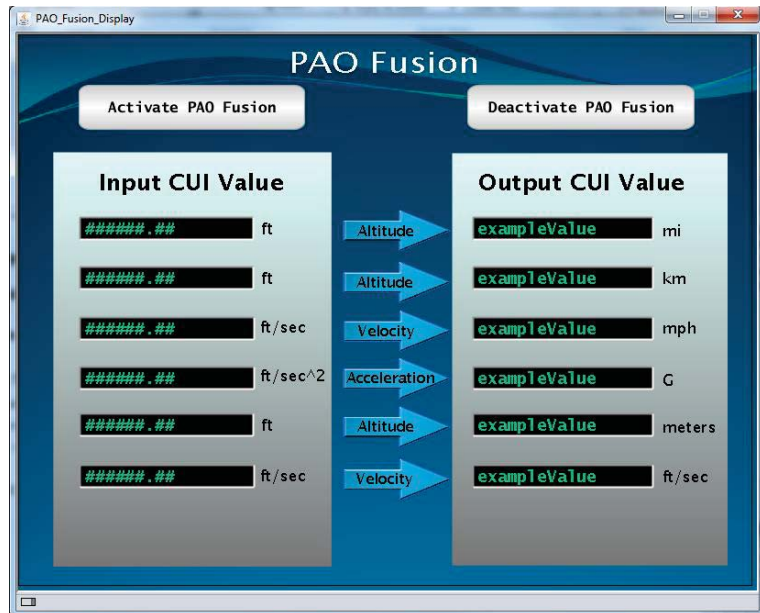 PAO_Fusion_Display
PAO Fusion
Activate PAO Fusion
Deactivate PAO Fusion
Input CUI Value
Output CUI Value
######.## ft Altitude exampleValue mi
######.## ft Altitude exampleValue km
######.## ft/sec Velocity exampleValue mph
######.## ft/sec^2 Acceleration exampleValue G
######.## ft Altitude exampleValue meters
######.## ft/sec Velocity exampleValue ft/sec